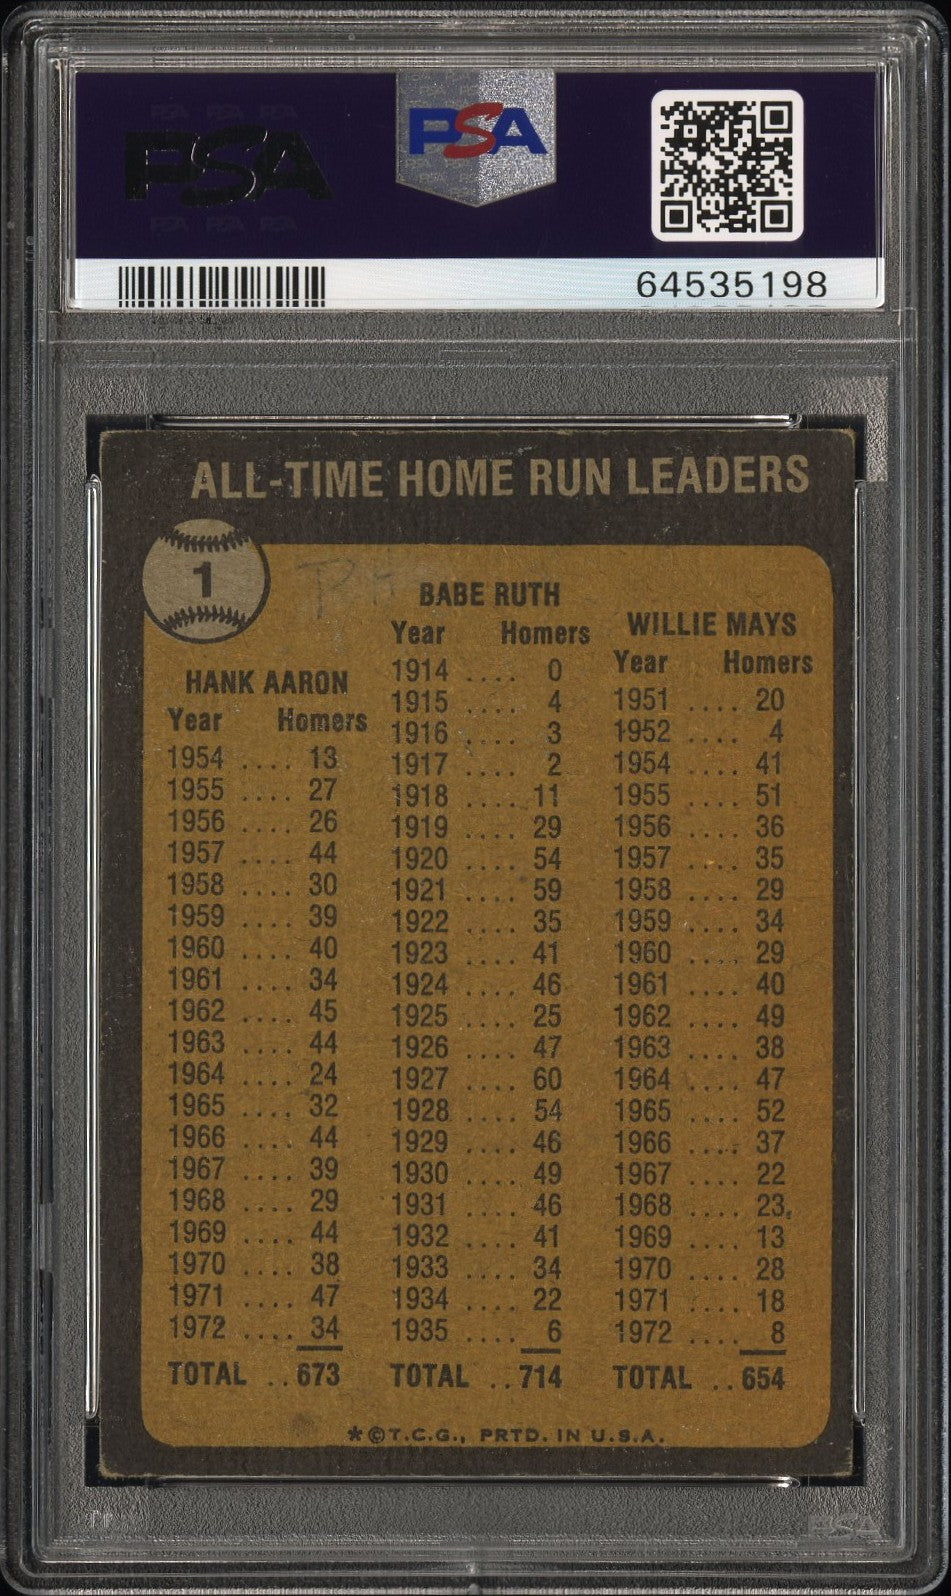 PSA
PSA
64535198
ALL-TIME HOME RUN LEADERS
1
HANK AARON
Year Homers
1954 .... 13
1955 .... 27
1956 .... 26
1957 .... 44
1958 .... 30
1959 .... 39
1960 .... 40
1961 .... 34
1962 .... 45
1963 .... 44
1964 .... 24
1965 .... 32
1966 .... 44
1967 .... 39
1968 .... 29
1969 .... 44
1970 .... 38
1971 .... 47
1972 .... 34
TOTAL ..673
BABE RUTH
Year Homers
1914 .... 0
1915 .... 4
1916 .... 3
1917 .... 2
1918 .... 11
1919 .... 29
1920 .... 54
1921 .... 59
1922 .... 35
1923 .... 41
1924 .... 46
1925 .... 25
1926 .... 47
1927 .... 60
1928 .... 54
1929 .... 46
1930 .... 49
1931 .... 46
1932 .... 41
1933 .... 34
1934 .... 22
1935 .... 6
TOTAL ..714
WILLIE MAYS
Year Homers
1951 .... 20
1952 .... 4
1954 .... 41
1955 .... 51
1956 .... 36
1957 .... 35
1958 .... 29
1959 .... 34
1960 .... 29
1961 .... 40
1962 .... 49
1963 .... 38
1964 .... 47
1965 .... 52
1966 .... 37
1967 .... 22
1968 .... 23
1969 .... 13
1970 .... 28
1971 .... 18
1972 .... 8
TOTAL ..654
*©T.C.G., PRTD. IN U.S.A.